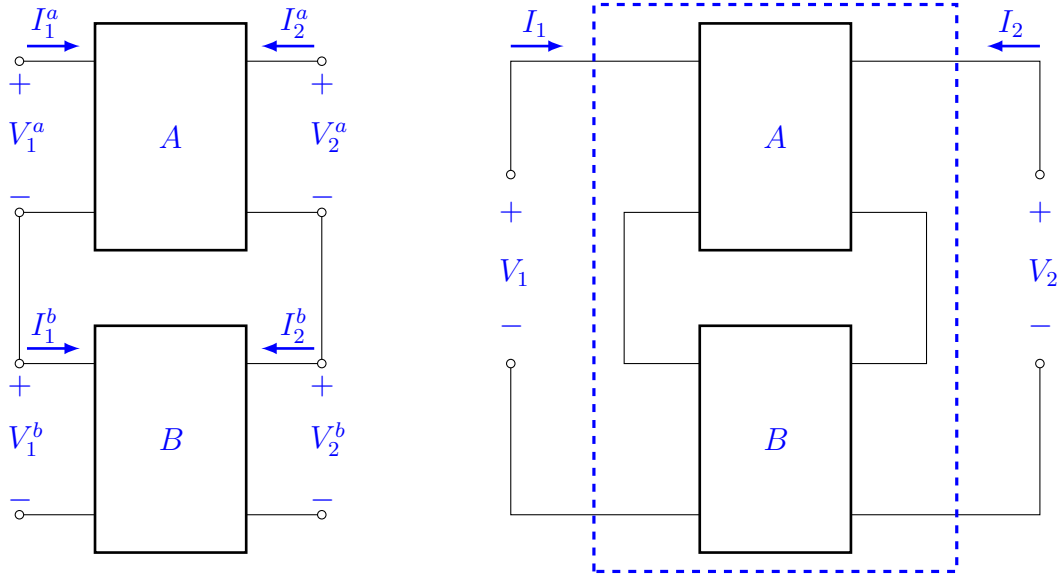 I₁ᵃ I₂ᵃ I₁ I₂
+ + 
V₁ᵃ A V₂ᵃ A
− − + +
V₁ V₂
I₁ᵇ I₂ᵇ − −
+ +
V₁ᵇ B V₂ᵇ B
− −